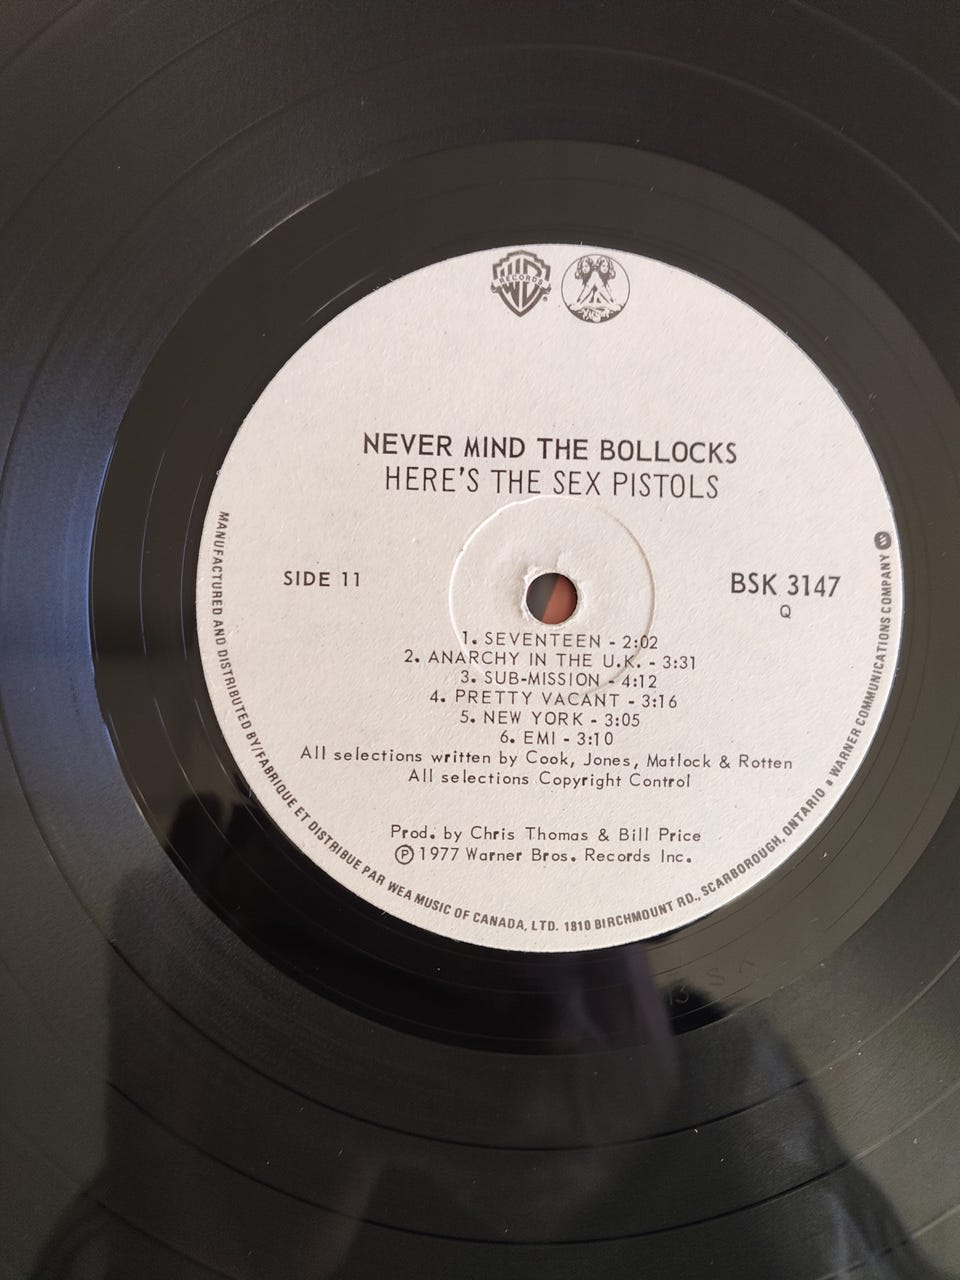 WB
RECORDS
®
NEVER MIND THE BOLLOCKS
HERE'S THE SEX PISTOLS
SIDE 11
BSK 3147
Q
1. SEVENTEEN - 2:02
2. ANARCHY IN THE U.K. - 3:31
3. SUB-MISSION - 4:12
4. PRETTY VACANT - 3:16
5. NEW YORK - 3:05
6. EMI - 3:10
All selections written by Cook, Jones, Matlock & Rotten
All selections Copyright Control
Prod. by Chris Thomas & Bill Price
Ⓟ 1977 Warner Bros. Records Inc.
MANUFACTURED AND DISTRIBUTED BY/FABRIQUE ET DISTRIBUE PAR WEA MUSIC OF CANADA, LTD. 1810 BIRCHMOUNT RD., SCARBOROUGH, ONTARIO a WARNER COMMUNICATIONS COMPANY